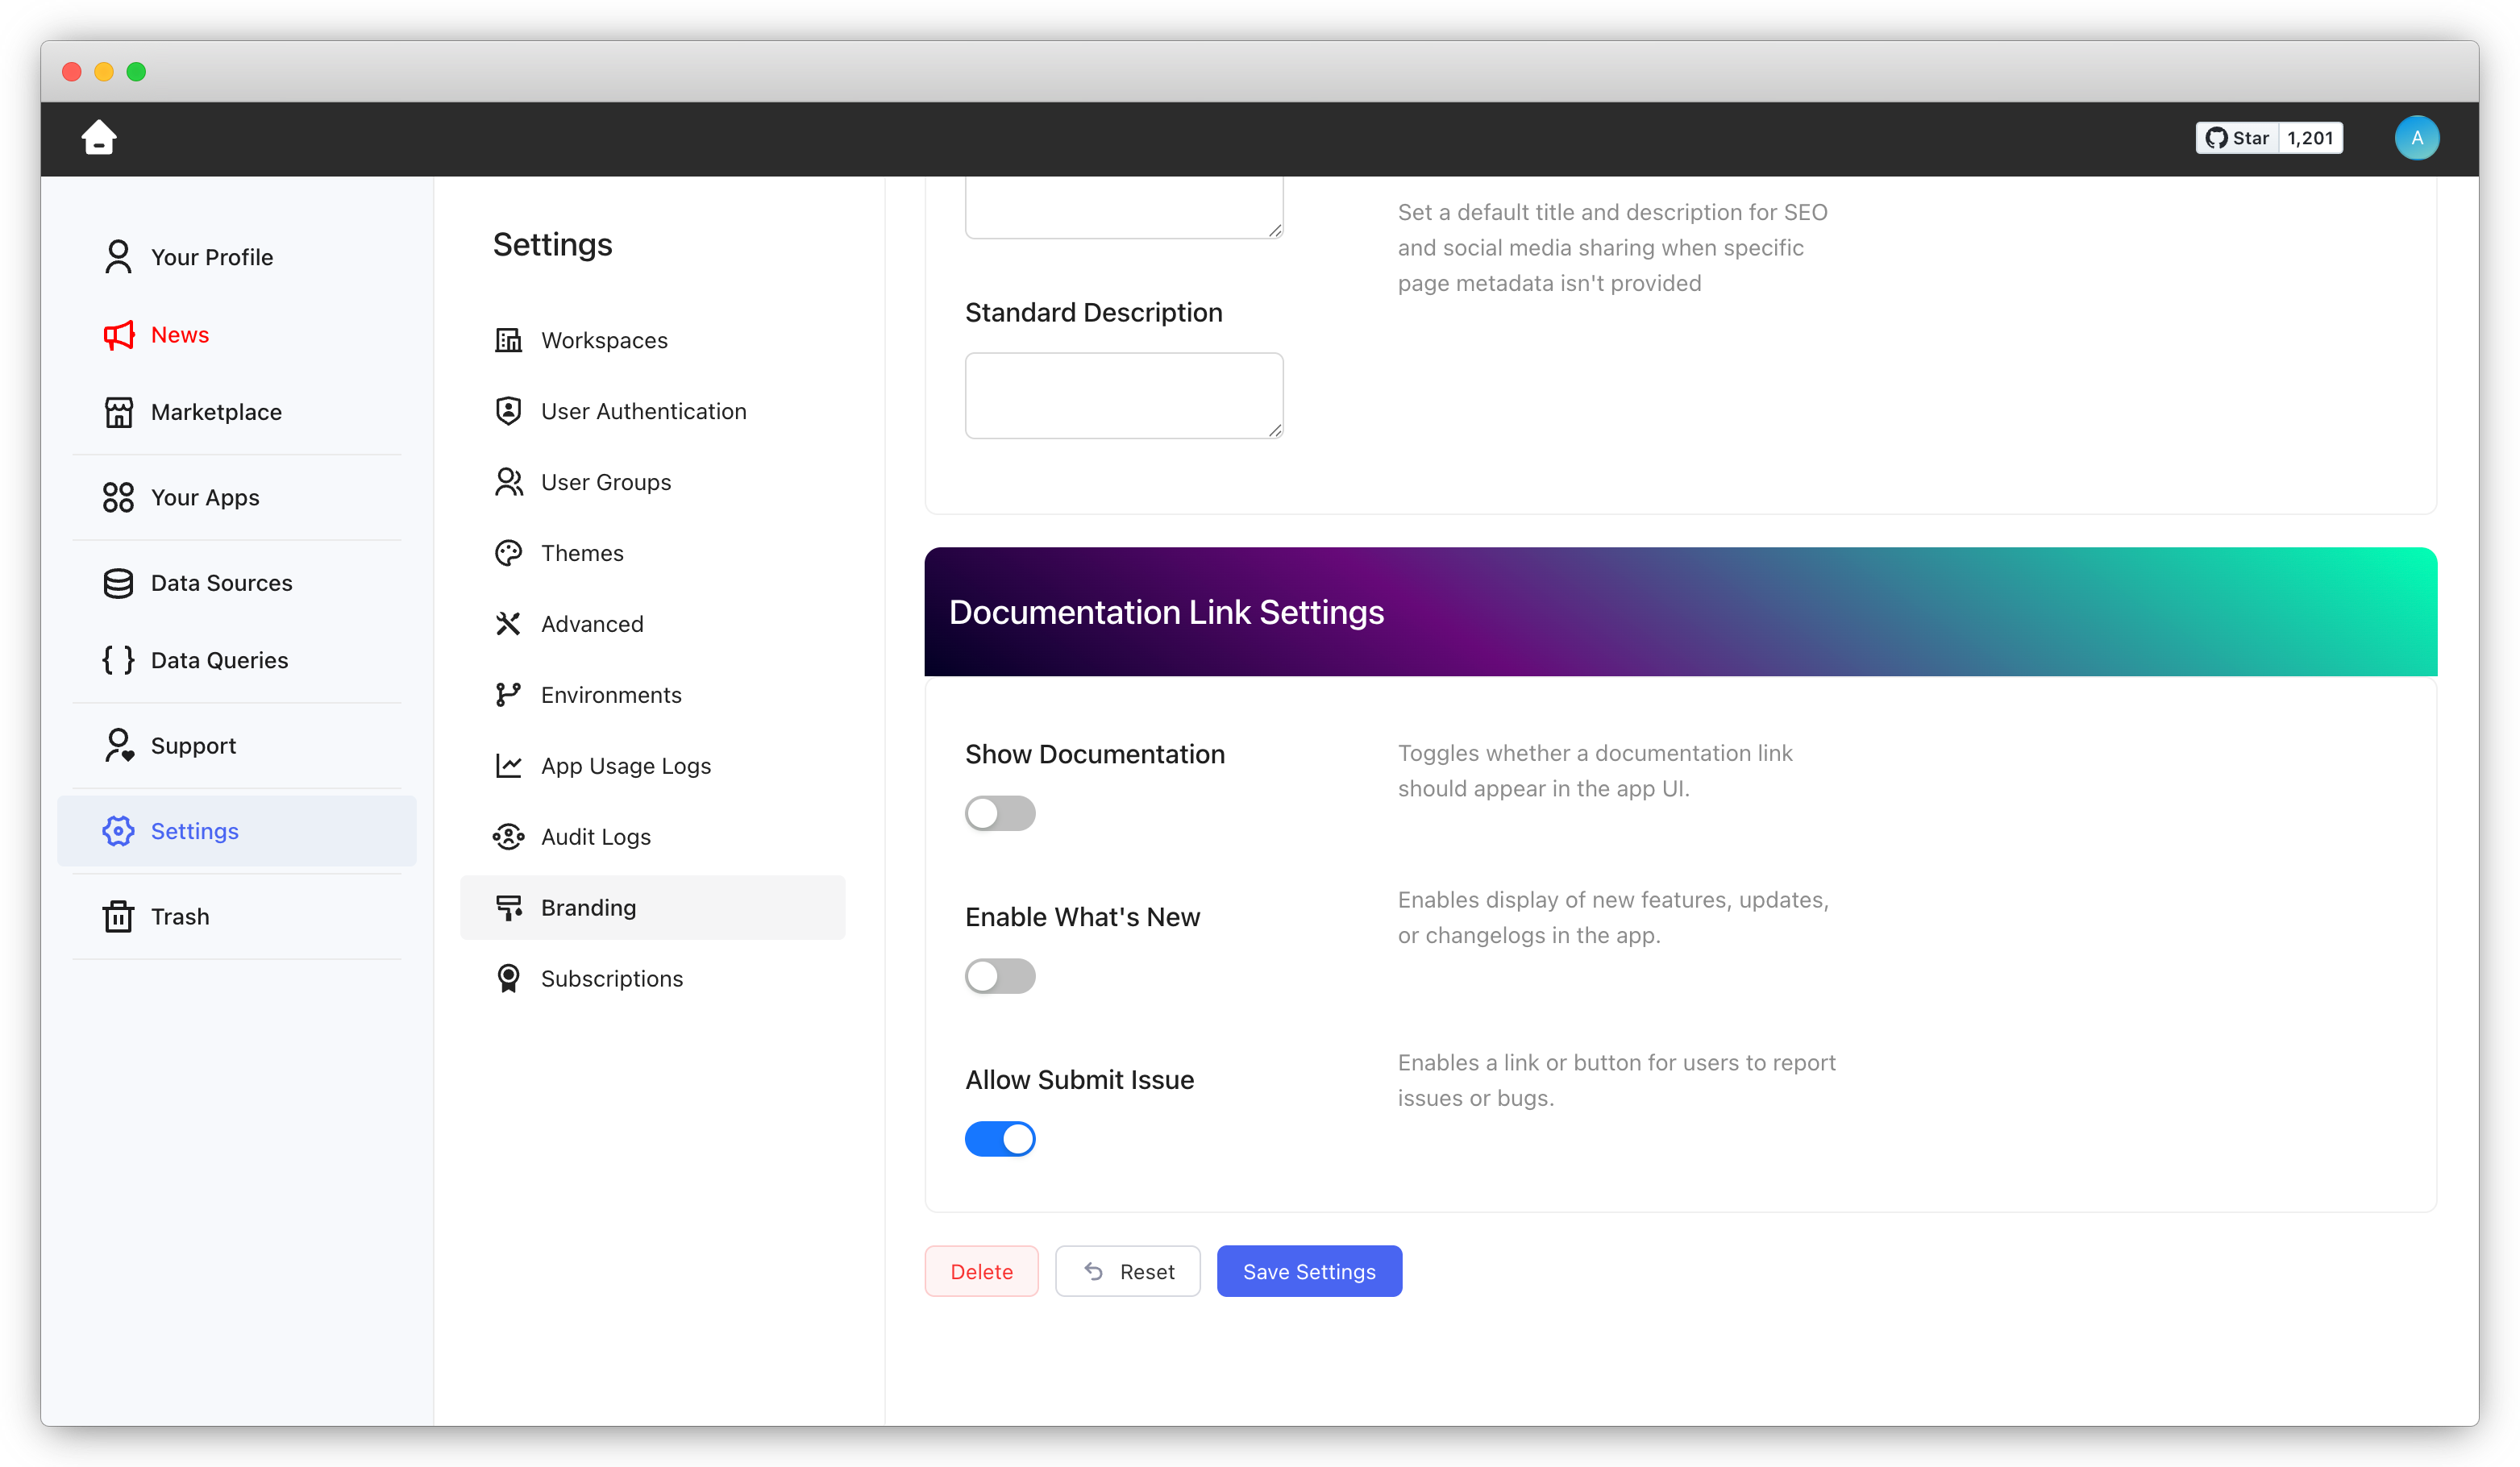 Star 1,201
A
Your Profile
News
Marketplace
Your Apps
Data Sources
Data Queries
Support
Settings
Trash
Settings
Workspaces
User Authentication
User Groups
Themes
Advanced
Environments
App Usage Logs
Audit Logs
Branding
Subscriptions
Set a default title and description for SEO
and social media sharing when specific
page metadata isn't provided
Standard Description
Documentation Link Settings
Show Documentation
Toggles whether a documentation link
should appear in the app UI.
Enable What's New
Enables display of new features, updates,
or changelogs in the app.
Allow Submit Issue
Enables a link or button for users to report
issues or bugs.
Delete
Reset
Save Settings